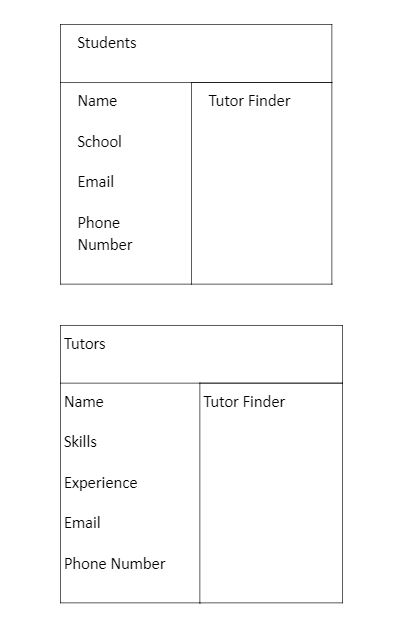 Students
Name
School
Email
Phone
Number
Tutor Finder
Tutors
Name
Skills
Experience
Email
Phone Number
Tutor Finder